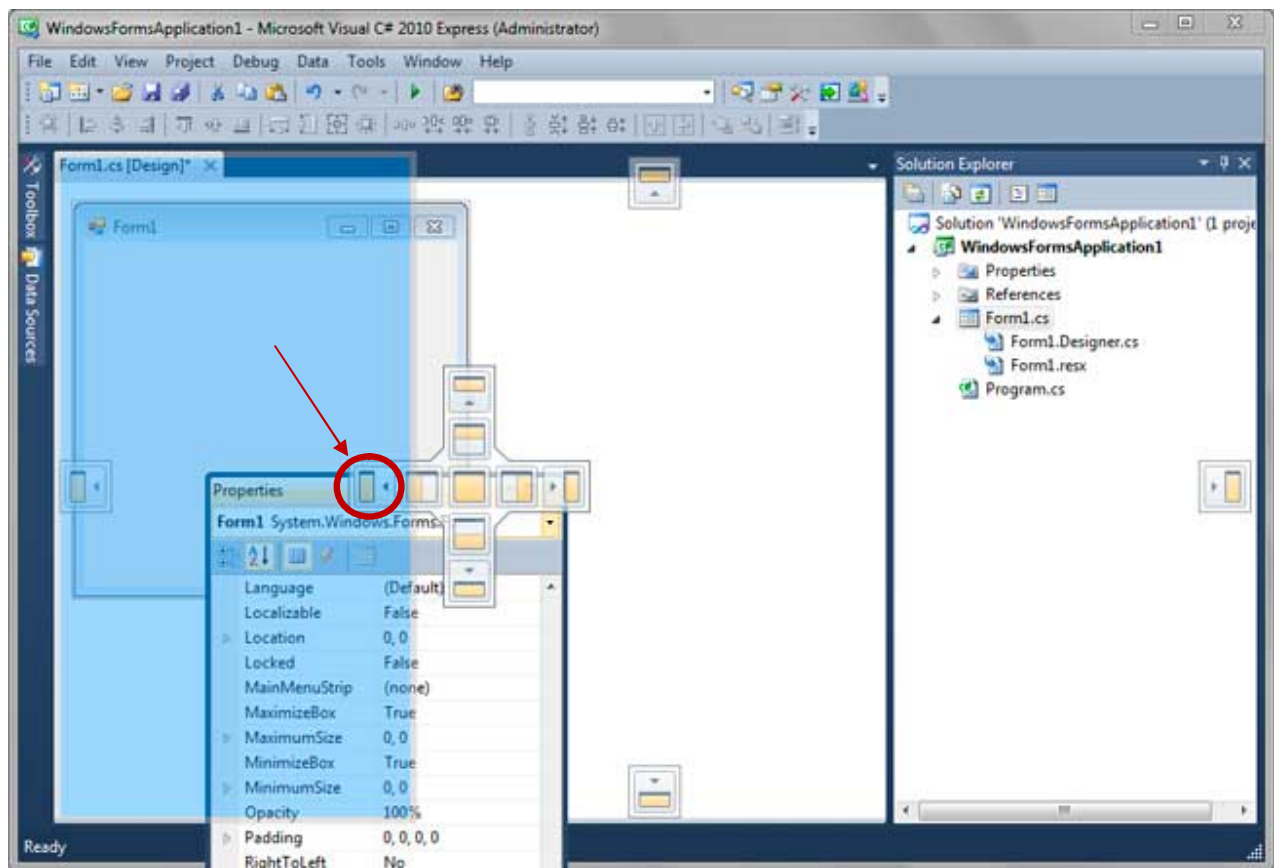 WindowsFormsApplication1 - Microsoft Visual C# 2010 Express (Administrator)
File Edit View Project Debug Data Tools Window Help
Toolbox
Data Sources
Form1.cs [Design]*
Form1
Properties
Form1 System.Windows.Forms
Language (Default)
Localizable False
Location 0, 0
Locked False
MainMenuStrip (none)
MaximizeBox True
MaximumSize 0, 0
MinimizeBox True
MinimumSize 0, 0
Opacity 100%
Padding 0, 0, 0, 0
RightToLeft No
Solution Explorer
Solution 'WindowsFormsApplication1' (1 proje
WindowsFormsApplication1
Properties
References
Form1.cs
Form1.Designer.cs
Form1.resx
Program.cs
Ready